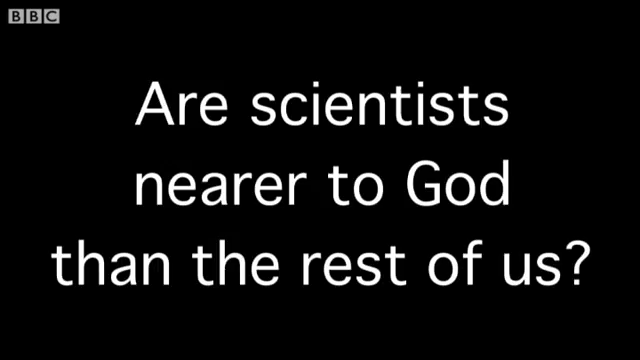 BBC
Are scientists
nearer to God
than the rest of us?